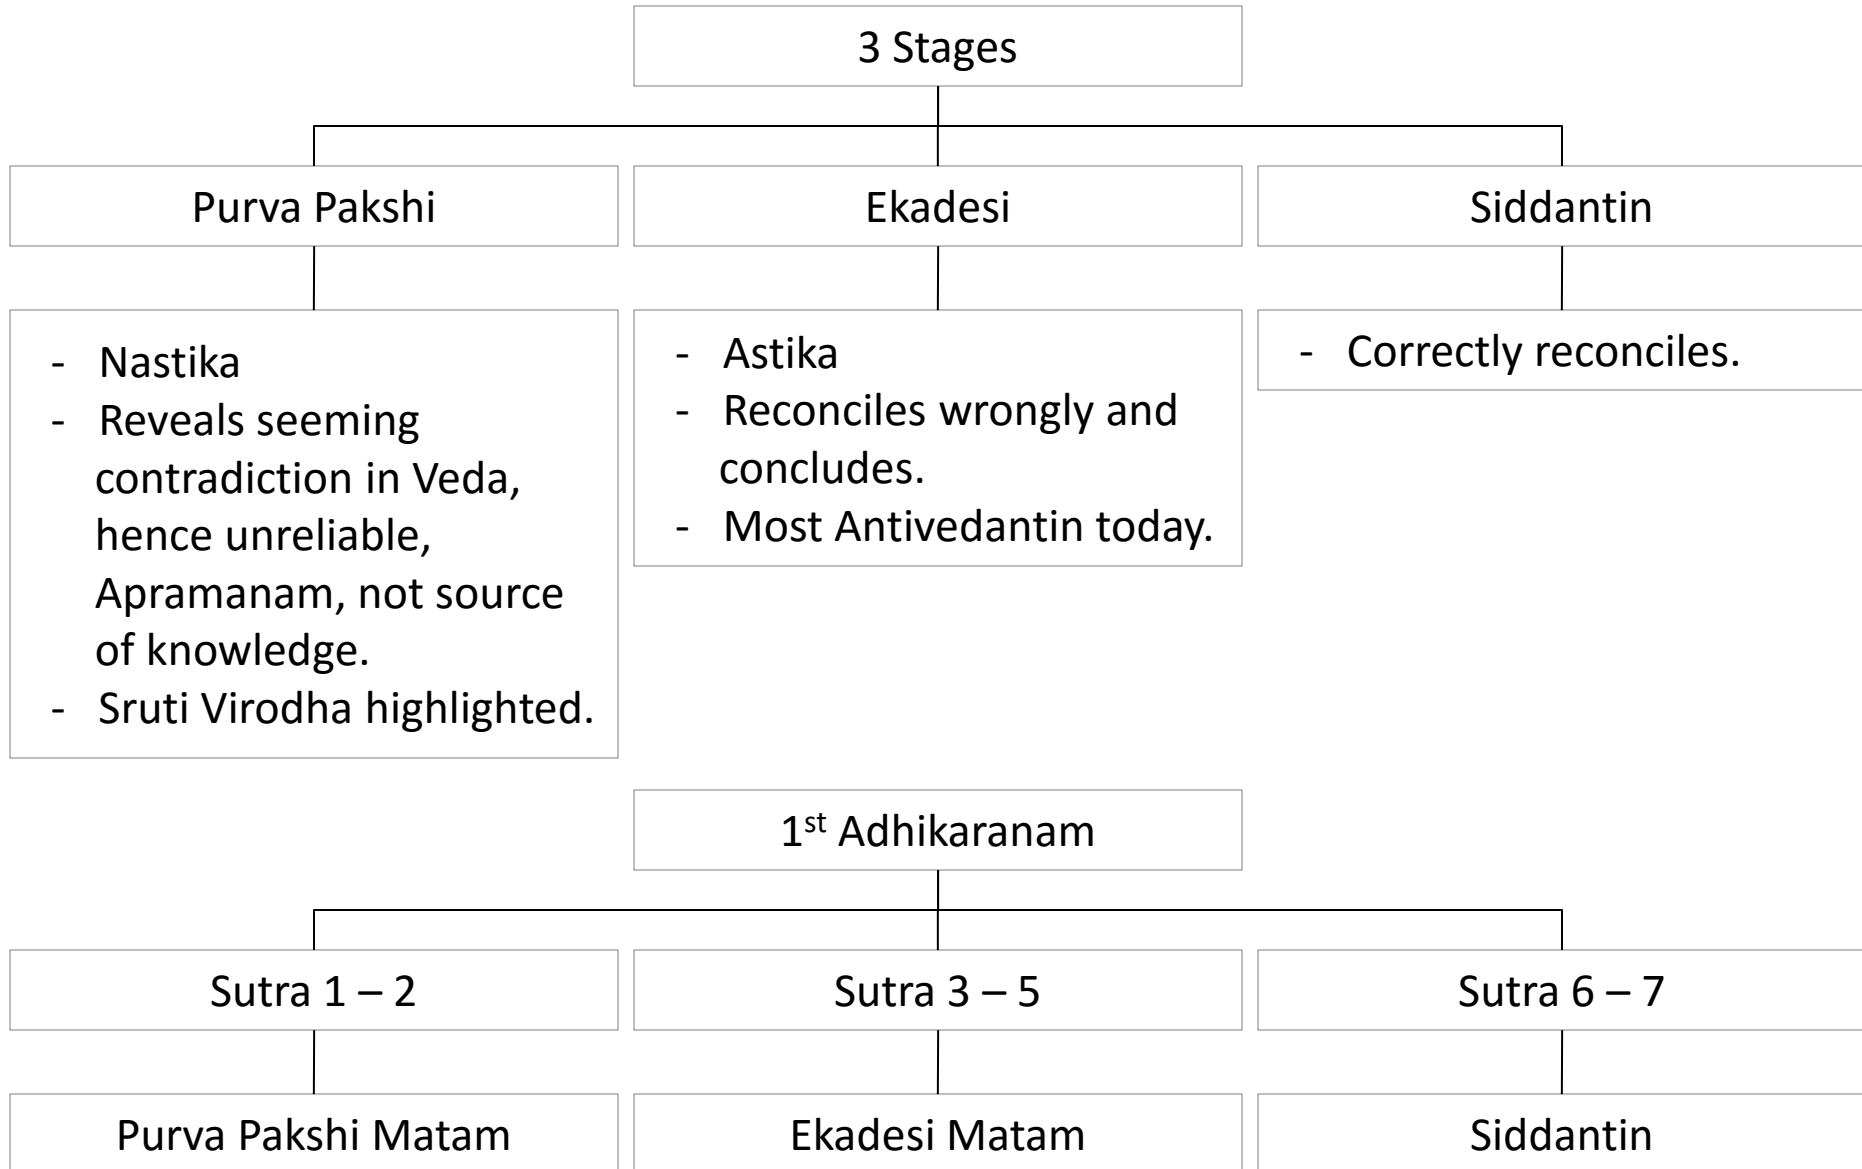 3 Stages
Purva Pakshi
Ekadesi
Siddantin
- Nastika
- Reveals seeming
contradiction in Veda,
hence unreliable,
Apramanam, not source
of knowledge.
- Sruti Virodha highlighted.
- Astika
- Reconciles wrongly and
concludes.
- Most Antivedantin today.
- Correctly reconciles.
1st Adhikaranam
Sutra 1 – 2
Sutra 3 – 5
Sutra 6 – 7
Purva Pakshi Matam
Ekadesi Matam
Siddantin